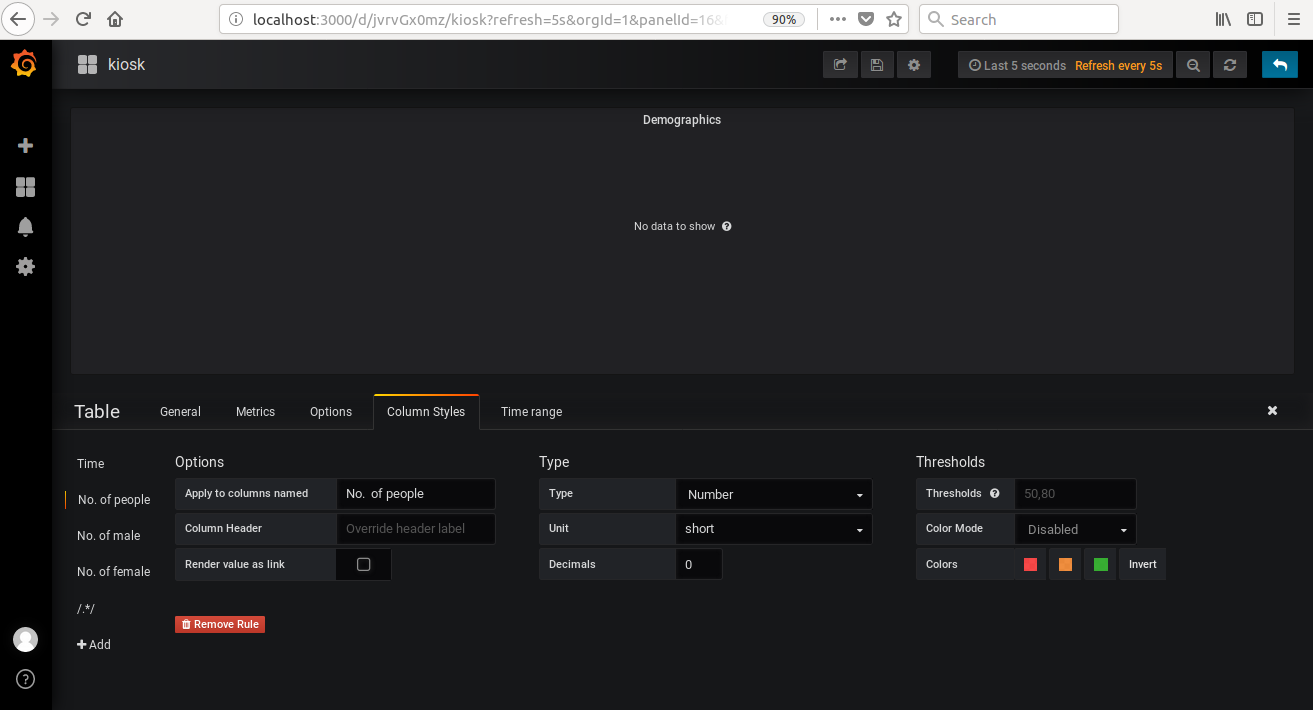 localhost:3000/d/jvrvGx0mz/kiosk?refresh=5s&orgId=1&panelId=16& 90% Search
kiosk Last 5 seconds Refresh every 5s
Demographics
No data to show ?
Table General Metrics Options Column Styles Time range
Time Options Type Thresholds
No. of people Apply to columns named No. of people Type Number Thresholds ? 50,80
No. of male Column Header Override header label Unit short Color Mode Disabled
No. of female Render value as link Decimals 0 Colors Invert
/.*/
Remove Rule
Add
?